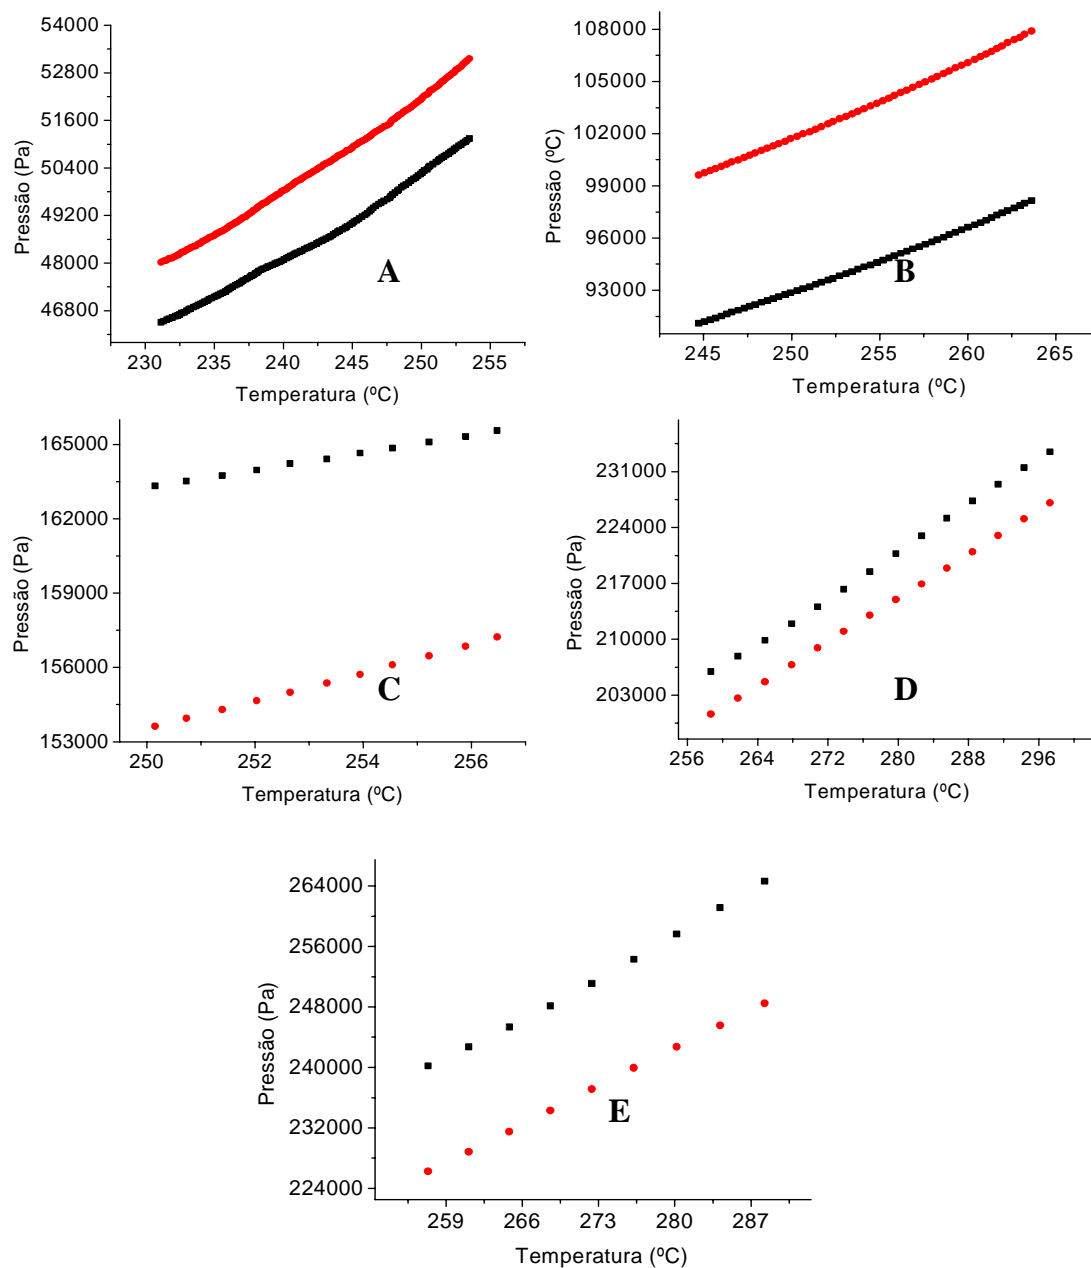 54000
52800
51600
50400
49200
48000
46800
Pressão (Pa)
A
230 235 240 245 250 255
Temperatura (ºC)
108000
105000
102000
99000
96000
93000
Pressão (ºC)
B
245 250 255 260 265
Temperatura (ºC)
165000
162000
159000
156000
153000
Pressão (Pa)
C
250 252 254 256
Temperatura (ºC)
231000
224000
217000
210000
203000
Pressão (Pa)
D
256 264 272 280 288 296
Temperatura (ºC)
264000
256000
248000
240000
232000
224000
Pressão (Pa)
E
259 266 273 280 287
Temperatura (ºC)